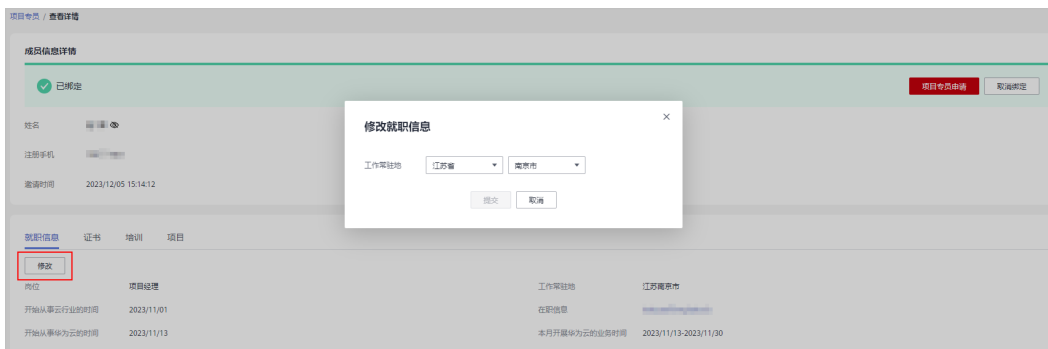 项目专员 / 查看详情
成员信息详情
已绑定
项目专员申请
取消绑定
姓名
注册手机
邀请时间 2023/12/05 15:14:12
修改就职信息
工作常驻地 江苏省 南京市
提交 取消
就职信息 证书 培训 项目
修改
岗位 项目经理 工作常驻地 江苏南京市
开始从事云行业的时间 2023/11/01 在职信息
开始从事华为云的时间 2023/11/13 本月开展华为云的业务时间 2023/11/13-2023/11/30